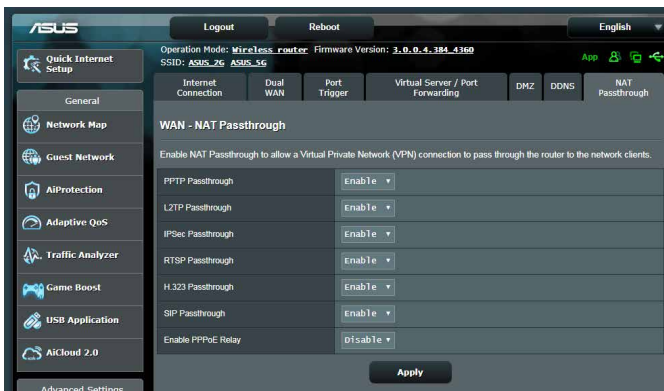 ASUS
Logout
Reboot
English
Operation Mode: Wireless router Firmware Version: 3.0.0.4.384_4360
SSID: ASUS_2G ASUS_5G
App
Quick Internet
Setup
General
Network Map
Guest Network
AiProtection
Adaptive QoS
Traffic Analyzer
Game Boost
USB Application
AiCloud 2.0
Advanced Settings
Internet
Connection
Dual
WAN
Port
Trigger
Virtual Server / Port
Forwarding
DMZ
DDNS
NAT
Passthrough
WAN - NAT Passthrough
Enable NAT Passthrough to allow a Virtual Private Network (VPN) connection to pass through the router to the network clients.
PPTP Passthrough Enable
L2TP Passthrough Enable
IPSec Passthrough Enable
RTSP Passthrough Enable
H.323 Passthrough Enable
SIP Passthrough Enable
Enable PPPoE Relay Disable
Apply